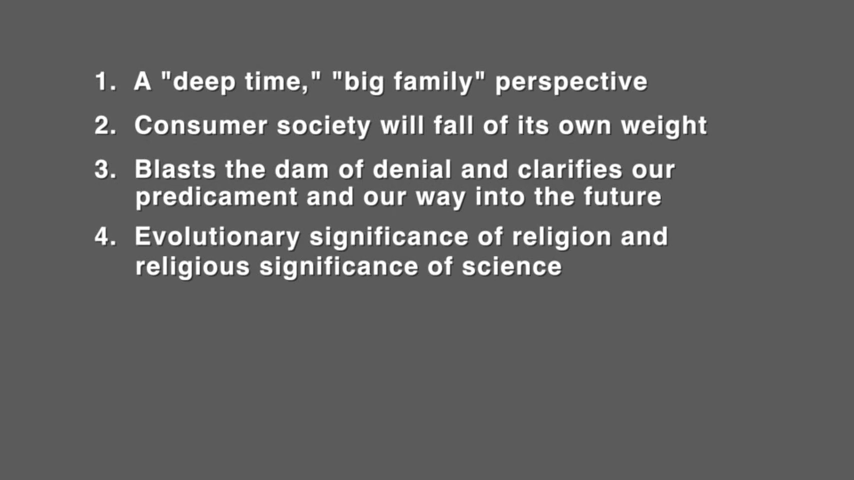 1. A "deep time," "big family" perspective
2. Consumer society will fall of its own weight
3. Blasts the dam of denial and clarifies our
predicament and our way into the future
4. Evolutionary significance of religion and
religious significance of science